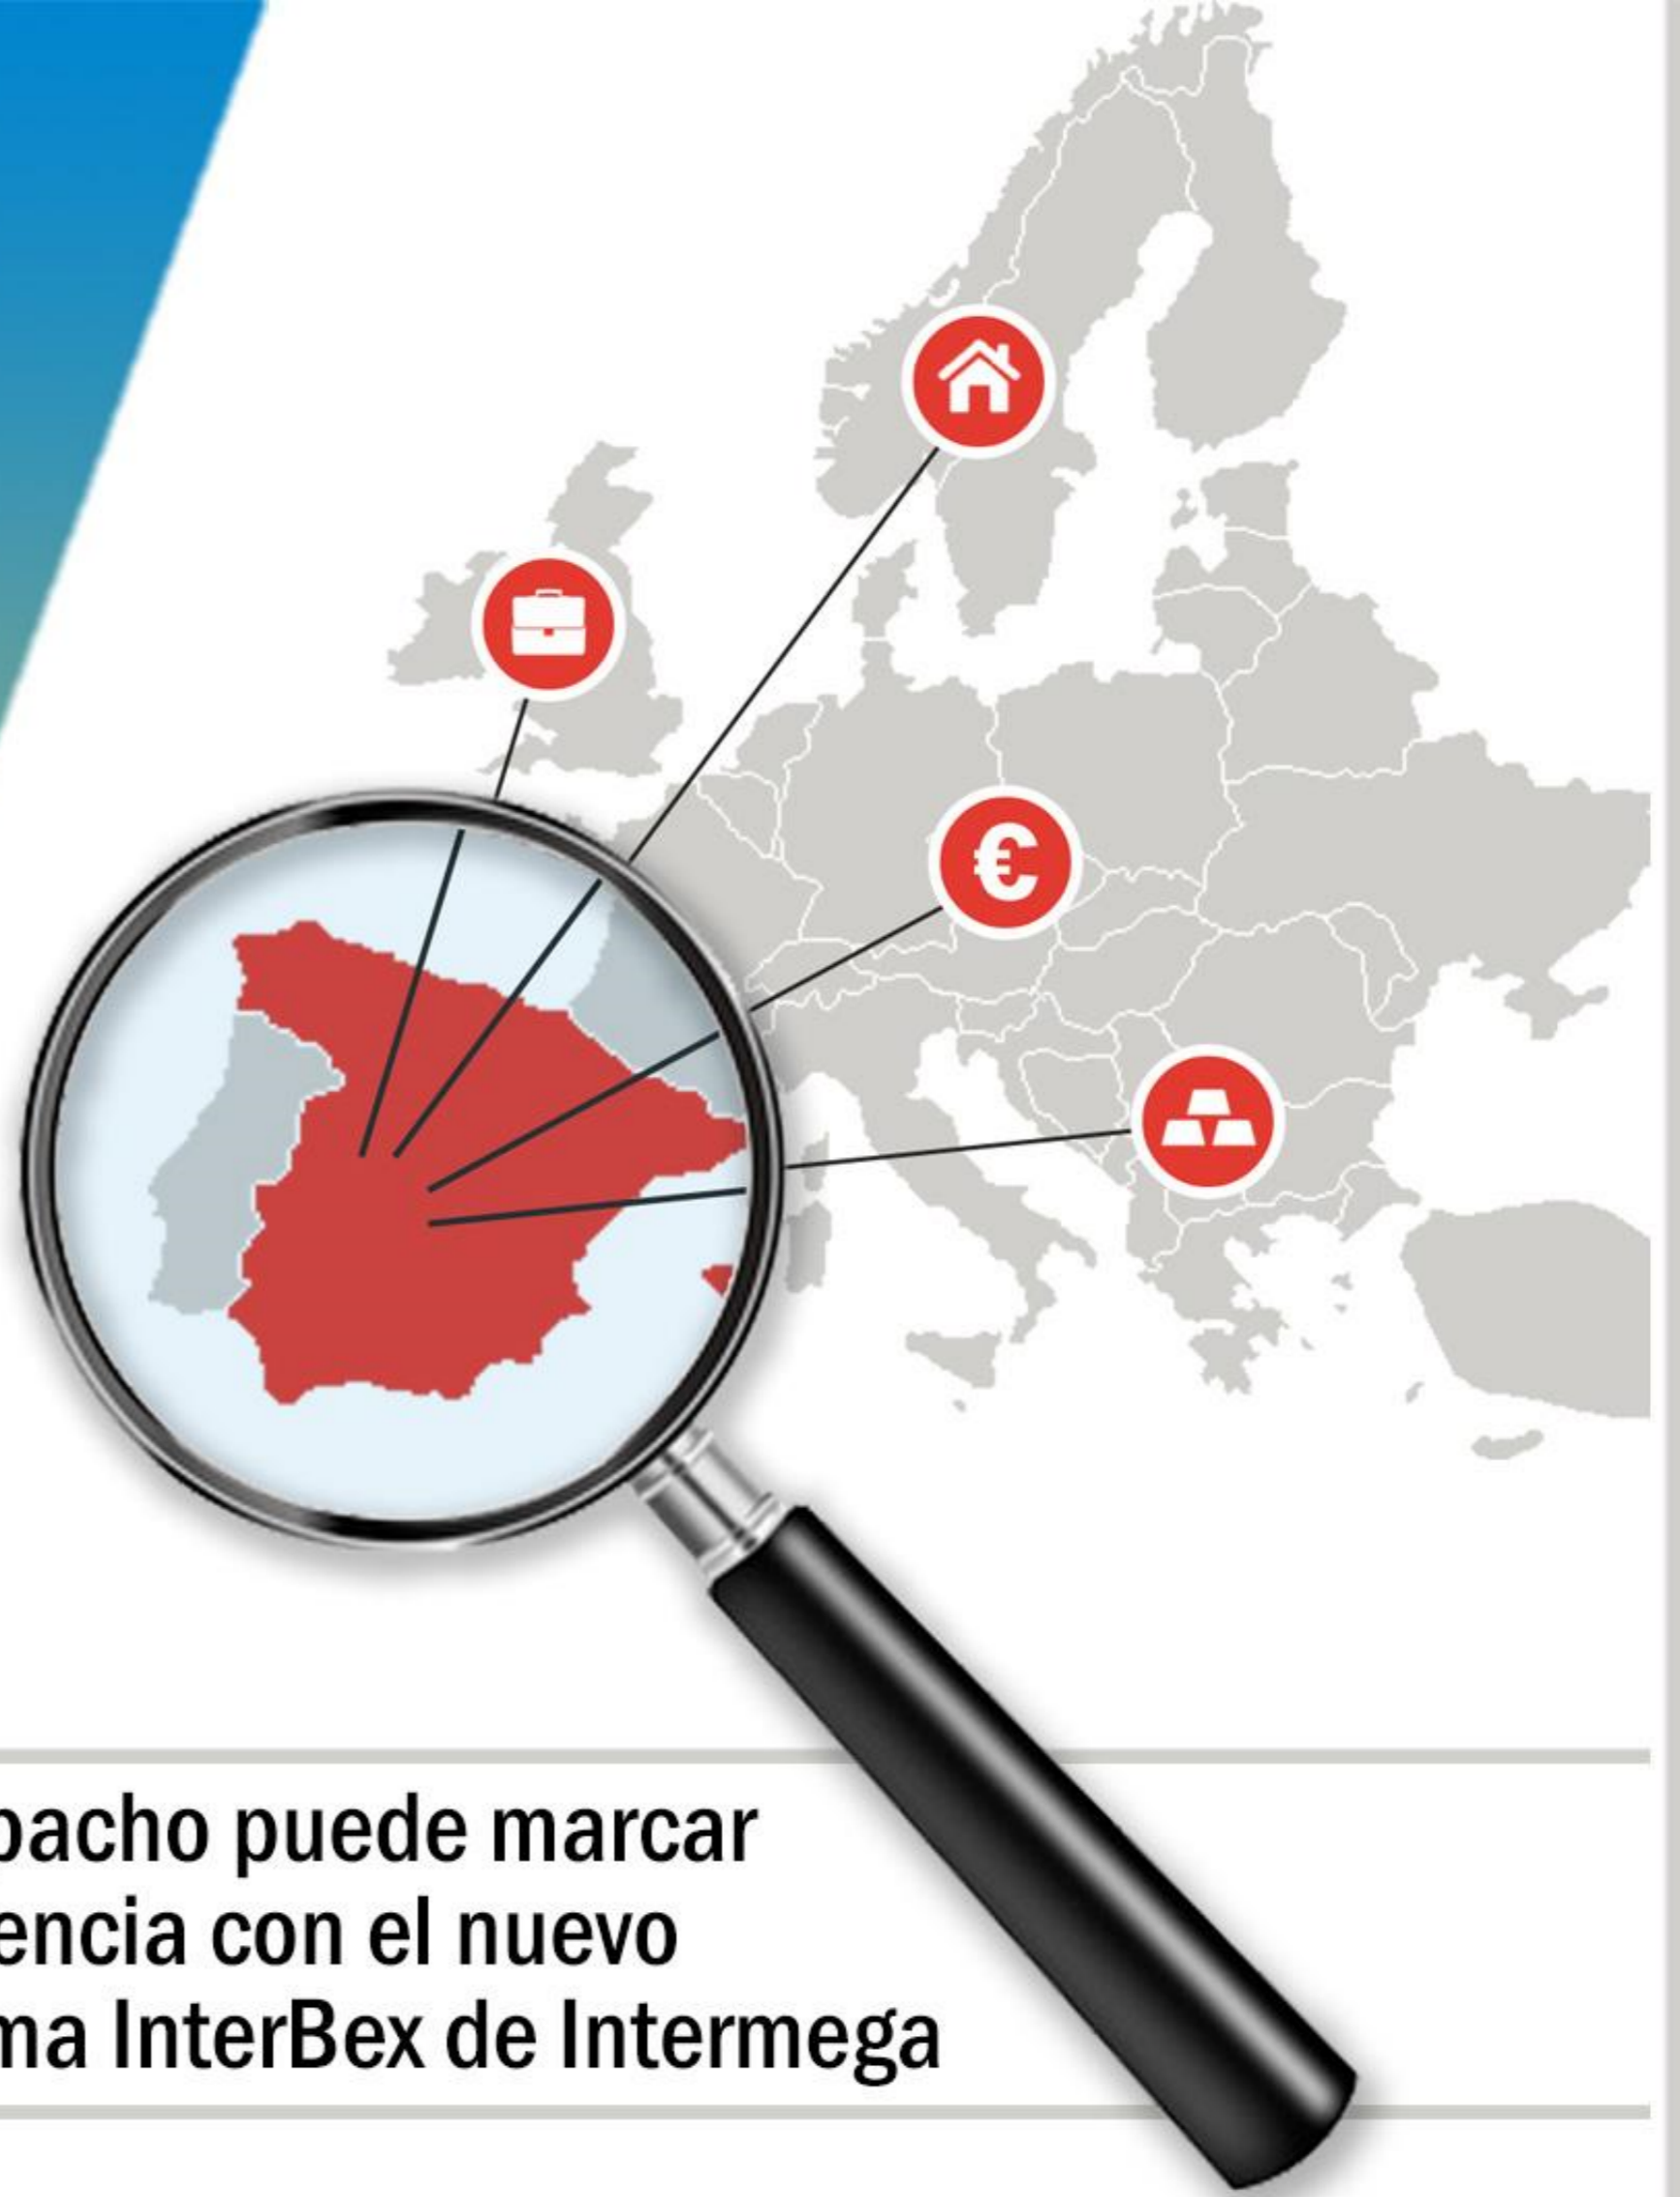 €
pacho puede marcar
encia con el nuevo
ma InterBex de Intermega